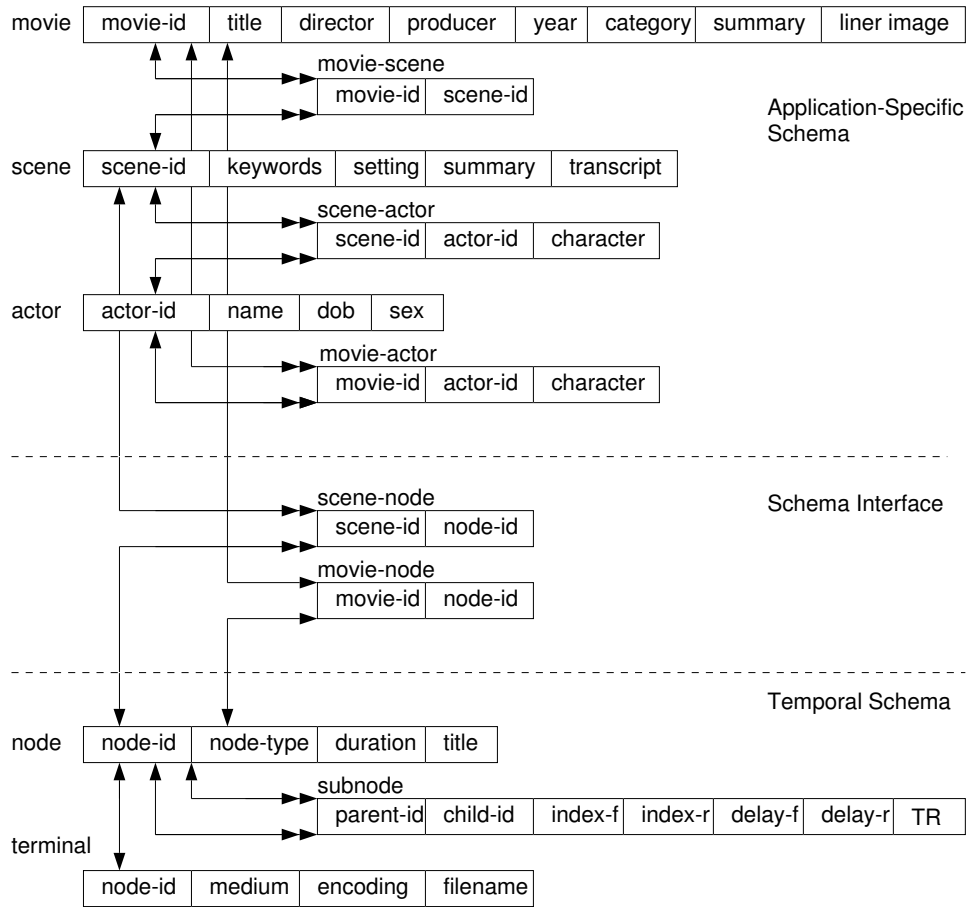 movie movie-id title director producer year category summary liner image
movie-scene
movie-id scene-id
Application-Specific
Schema
scene scene-id keywords setting summary transcript
scene-actor
scene-id actor-id character
actor actor-id name dob sex
movie-actor
movie-id actor-id character
scene-node
Schema Interface
scene-id node-id
movie-node
movie-id node-id
Temporal Schema
node node-id node-type duration title
subnode
parent-id child-id index-f index-r delay-f delay-r TR
terminal
node-id medium encoding filename